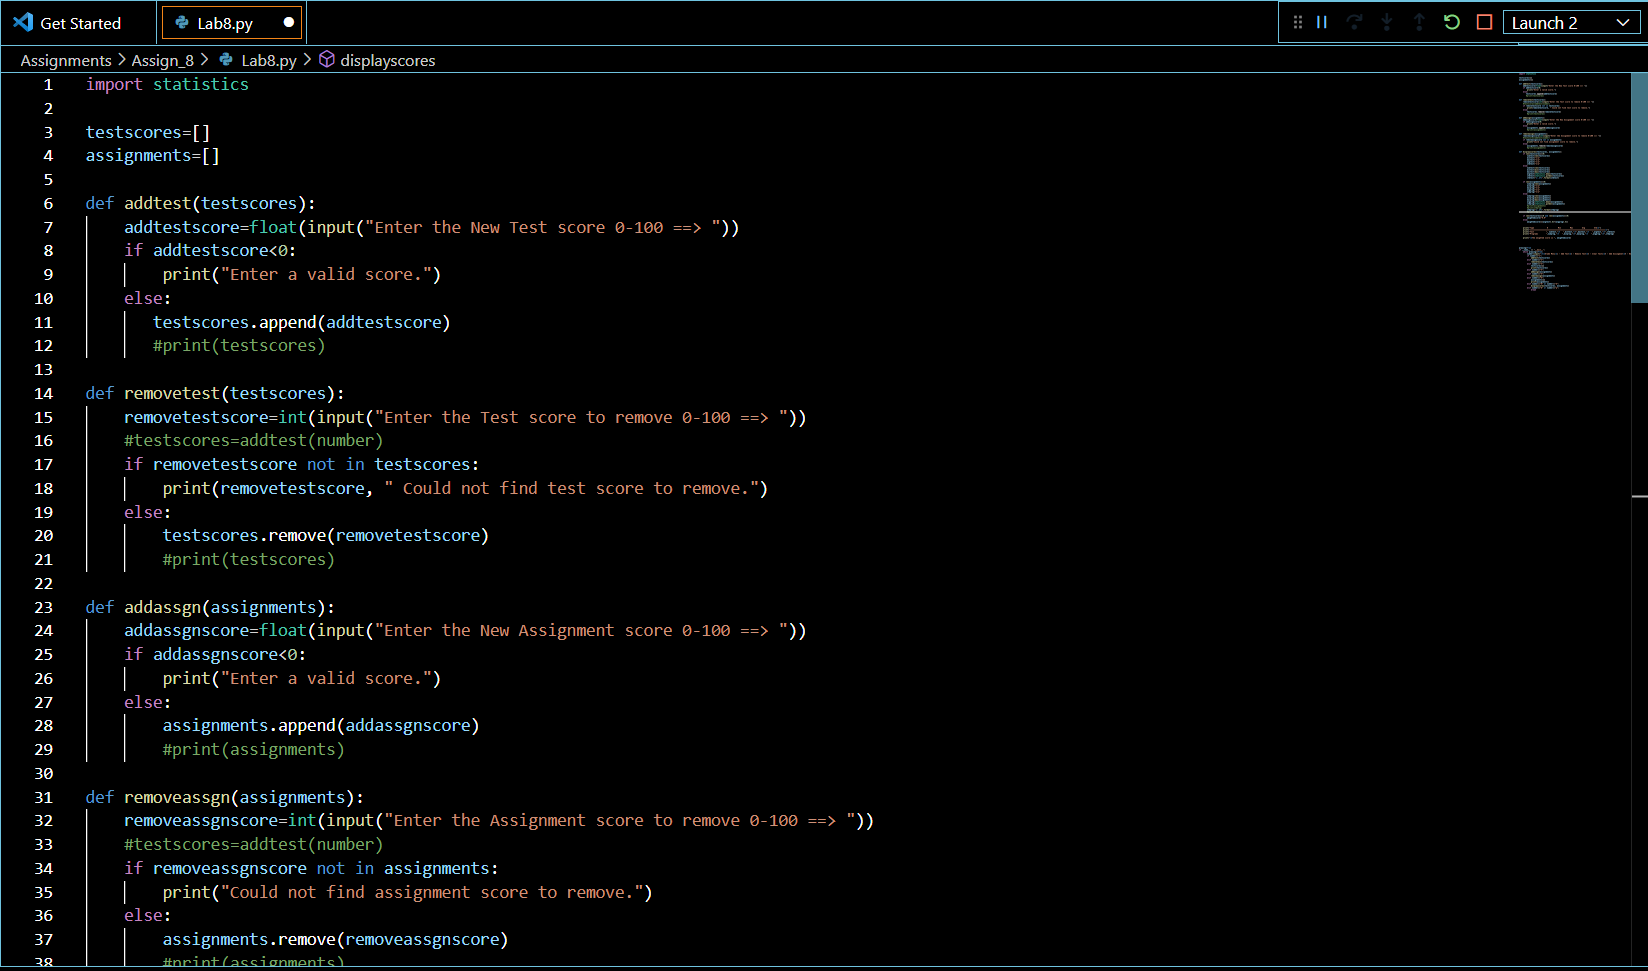 Get Started
Lab8.py
Launch 2
Assignments > Assign_8 > Lab8.py > displayscores
1 import statistics
2
3 testscores=[]
4 assignments=[]
5
6 def addtest(testscores):
7     addtestscore=float(input("Enter the New Test score 0-100 ==> "))
8     if addtestscore<0:
9         print("Enter a valid score.")
10     else:
11        testscores.append(addtestscore)
12        #print(testscores)
13
14 def removetest(testscores):
15     removetestscore=int(input("Enter the Test score to remove 0-100 ==> "))
16     #testscores=addtest(number)
17     if removetestscore not in testscores:
18         print(removetestscore, " Could not find test score to remove.")
19     else:
20         testscores.remove(removetestscore)
21         #print(testscores)
22
23 def addassgn(assignments):
24     addassgnscore=float(input("Enter the New Assignment score 0-100 ==> "))
25     if addassgnscore<0:
26         print("Enter a valid score.")
27     else:
28         assignments.append(addassgnscore)
29         #print(assignments)
30
31 def removeassgn(assignments):
32     removeassgnscore=int(input("Enter the Assignment score to remove 0-100 ==> "))
33     #testscores=addtest(number)
34     if removeassgnscore not in assignments:
35         print("Could not find assignment score to remove.")
36     else:
37         assignments.remove(removeassgnscore)
38         #print(assignments)